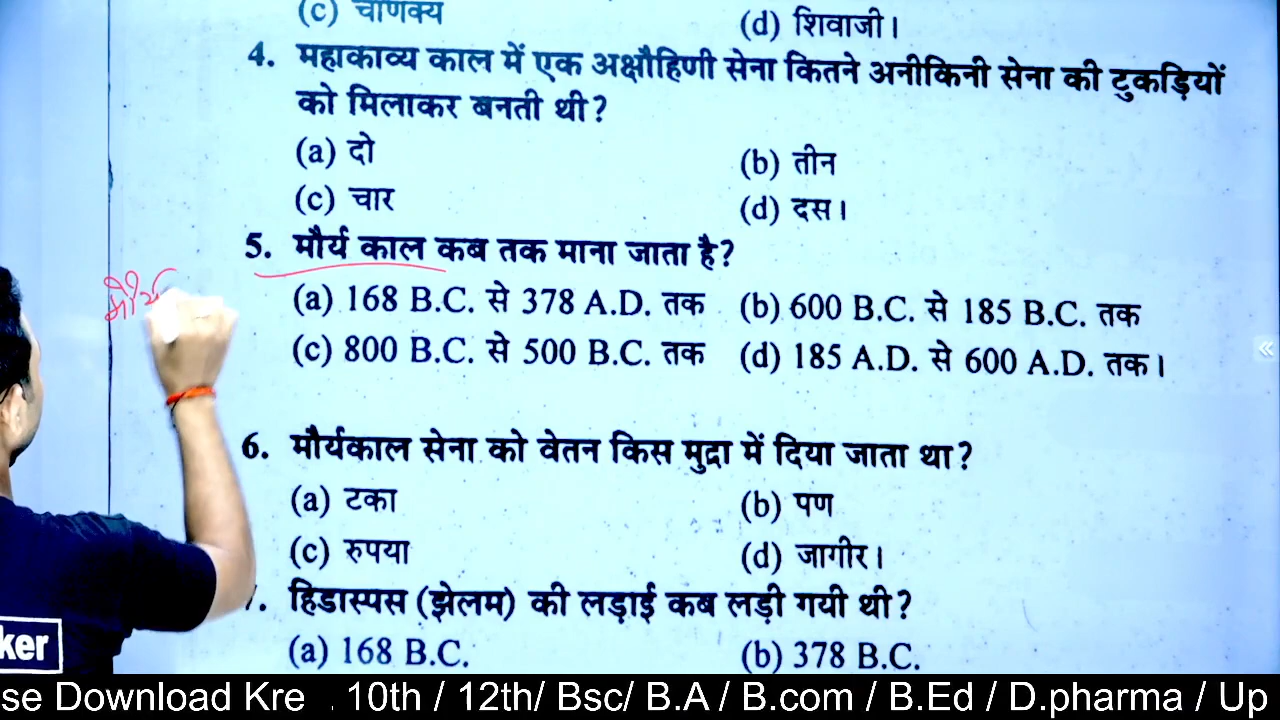 (c) चाणक्य (d) शिवाजी।
4. महाकाव्य काल में एक अक्षौहिणी सेना कितने अनीकिनी सेना की टुकड़ियों
को मिलाकर बनती थी?
(a) दो (b) तीन
(c) चार (d) दस।
5. मौर्य काल कब तक माना जाता है?
मौर्य
(a) 168 B.C. से 378 A.D. तक (b) 600 B.C. से 185 B.C. तक
(c) 800 B.C. से 500 B.C. तक (d) 185 A.D. से 600 A.D. तक।
6. मौर्यकाल सेना को वेतन किस मुद्रा में दिया जाता था?
(a) टका (b) पण
(c) रुपया (d) जागीर।
. हिडास्पस (झेलम) की लड़ाई कब लड़ी गयी थी?
(a) 168 B.C. (b) 378 B.C.
ker
se Download Kre . 10th / 12th/ Bsc/ B.A / B.com / B.Ed / D.pharma / Up